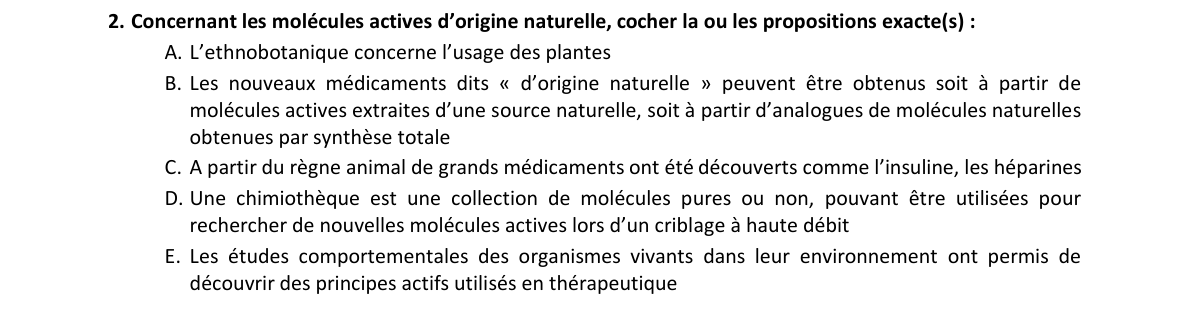 2. Concernant les molécules actives d’origine naturelle, cocher la ou les propositions exacte(s) :
A. L’ethnobotanique concerne l’usage des plantes
B. Les nouveaux médicaments dits « d’origine naturelle » peuvent être obtenus soit à partir de
molécules actives extraites d’une source naturelle, soit à partir d’analogues de molécules naturelles
obtenues par synthèse totale
C. A partir du règne animal de grands médicaments ont été découverts comme l’insuline, les héparines
D. Une chimiothèque est une collection de molécules pures ou non, pouvant être utilisées pour
rechercher de nouvelles molécules actives lors d’un criblage à haute débit
E. Les études comportementales des organismes vivants dans leur environnement ont permis de
découvrir des principes actifs utilisés en thérapeutique